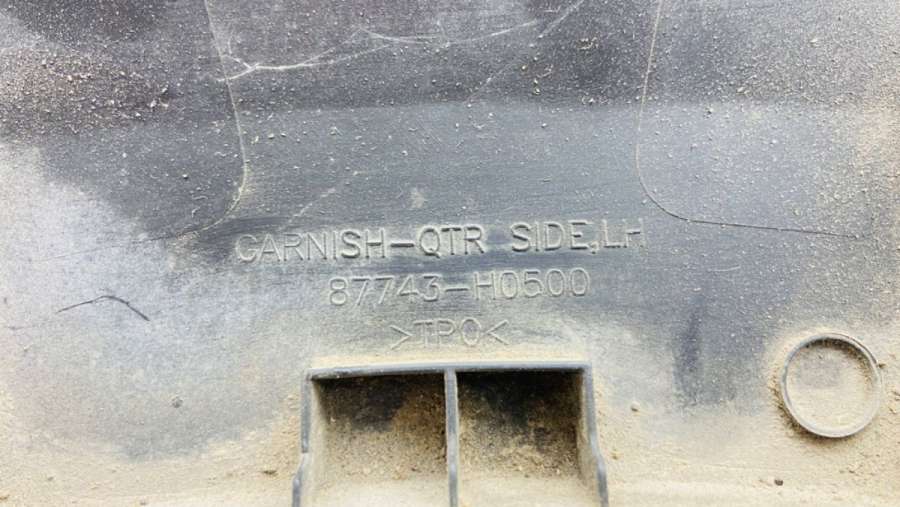 GARNISH-QTR SIDE,LH
87743-H0500
>TPO<